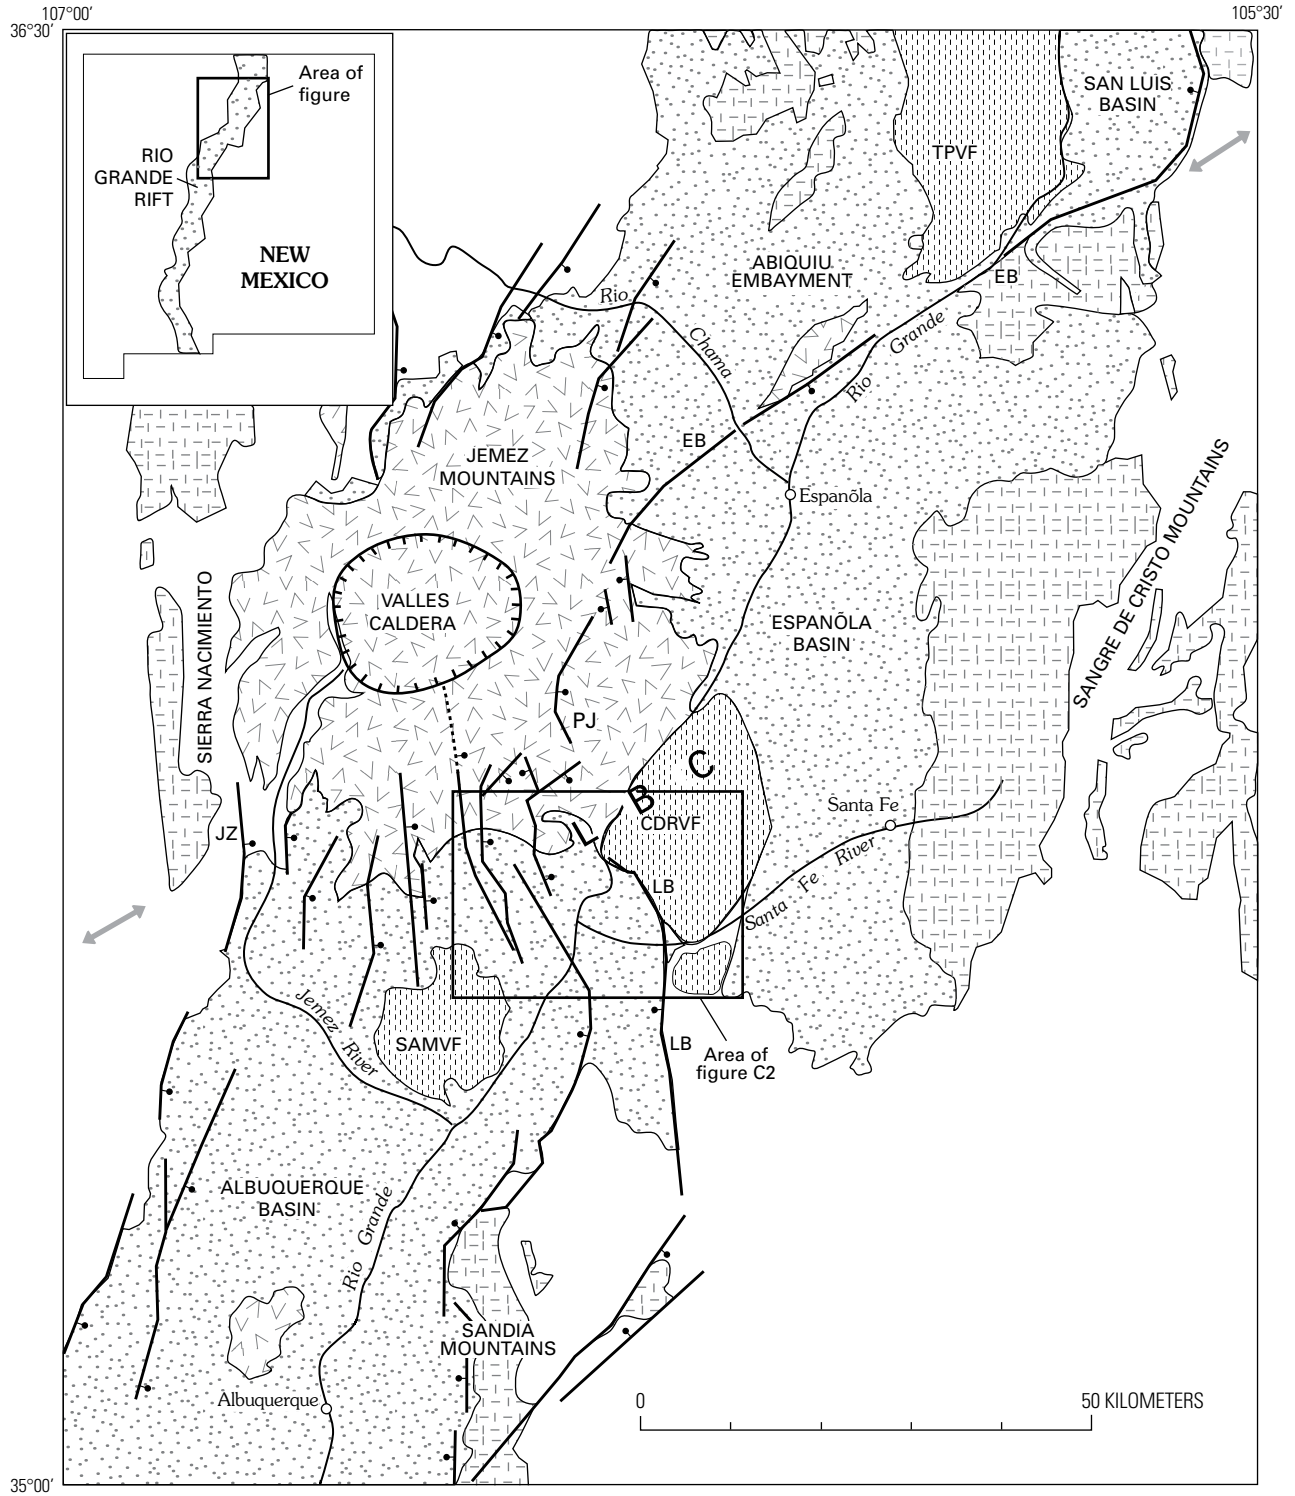 107°00'
105°30'
36°30'
Area of
figure
RIO
GRANDE
RIFT
NEW
MEXICO
SAN LUIS
BASIN
TPVF
ABIQUIU
EMBAYMENT
EB
Rio
Chama
Rio
Grande
EB
JEMEZ
MOUNTAINS
Espanõla
SANGRE DE CRISTO MOUNTAINS
VALLES
CALDERA
SIERRA NACIMIENTO
ESPANÕLA
BASIN
PJ
C
B
CDRVF
Santa Fe
JZ
LB
Santa Fe River
Jemez River
SAMVF
LB
Area of
figure C2
ALBUQUERQUE
BASIN
Rio Grande
SANDIA
MOUNTAINS
Albuquerque
0
50 KILOMETERS
35°00'